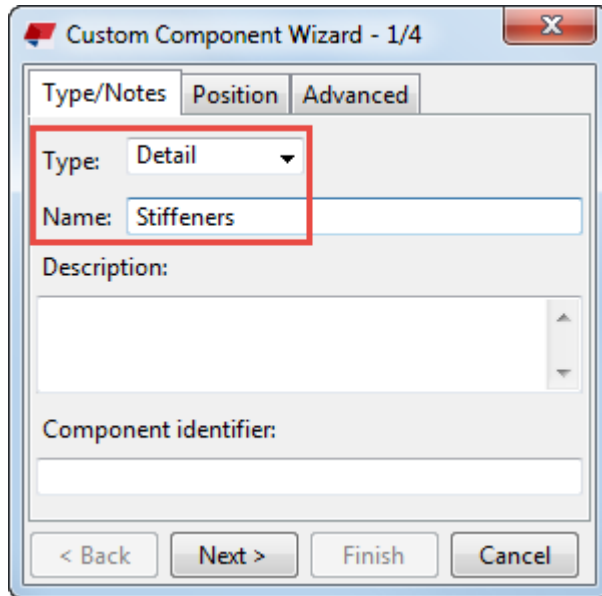 Custom Component Wizard - 1/4
Type/Notes Position Advanced
Type: Detail
Name: Stiffeners
Description:
Component identifier:
< Back Next > Finish Cancel